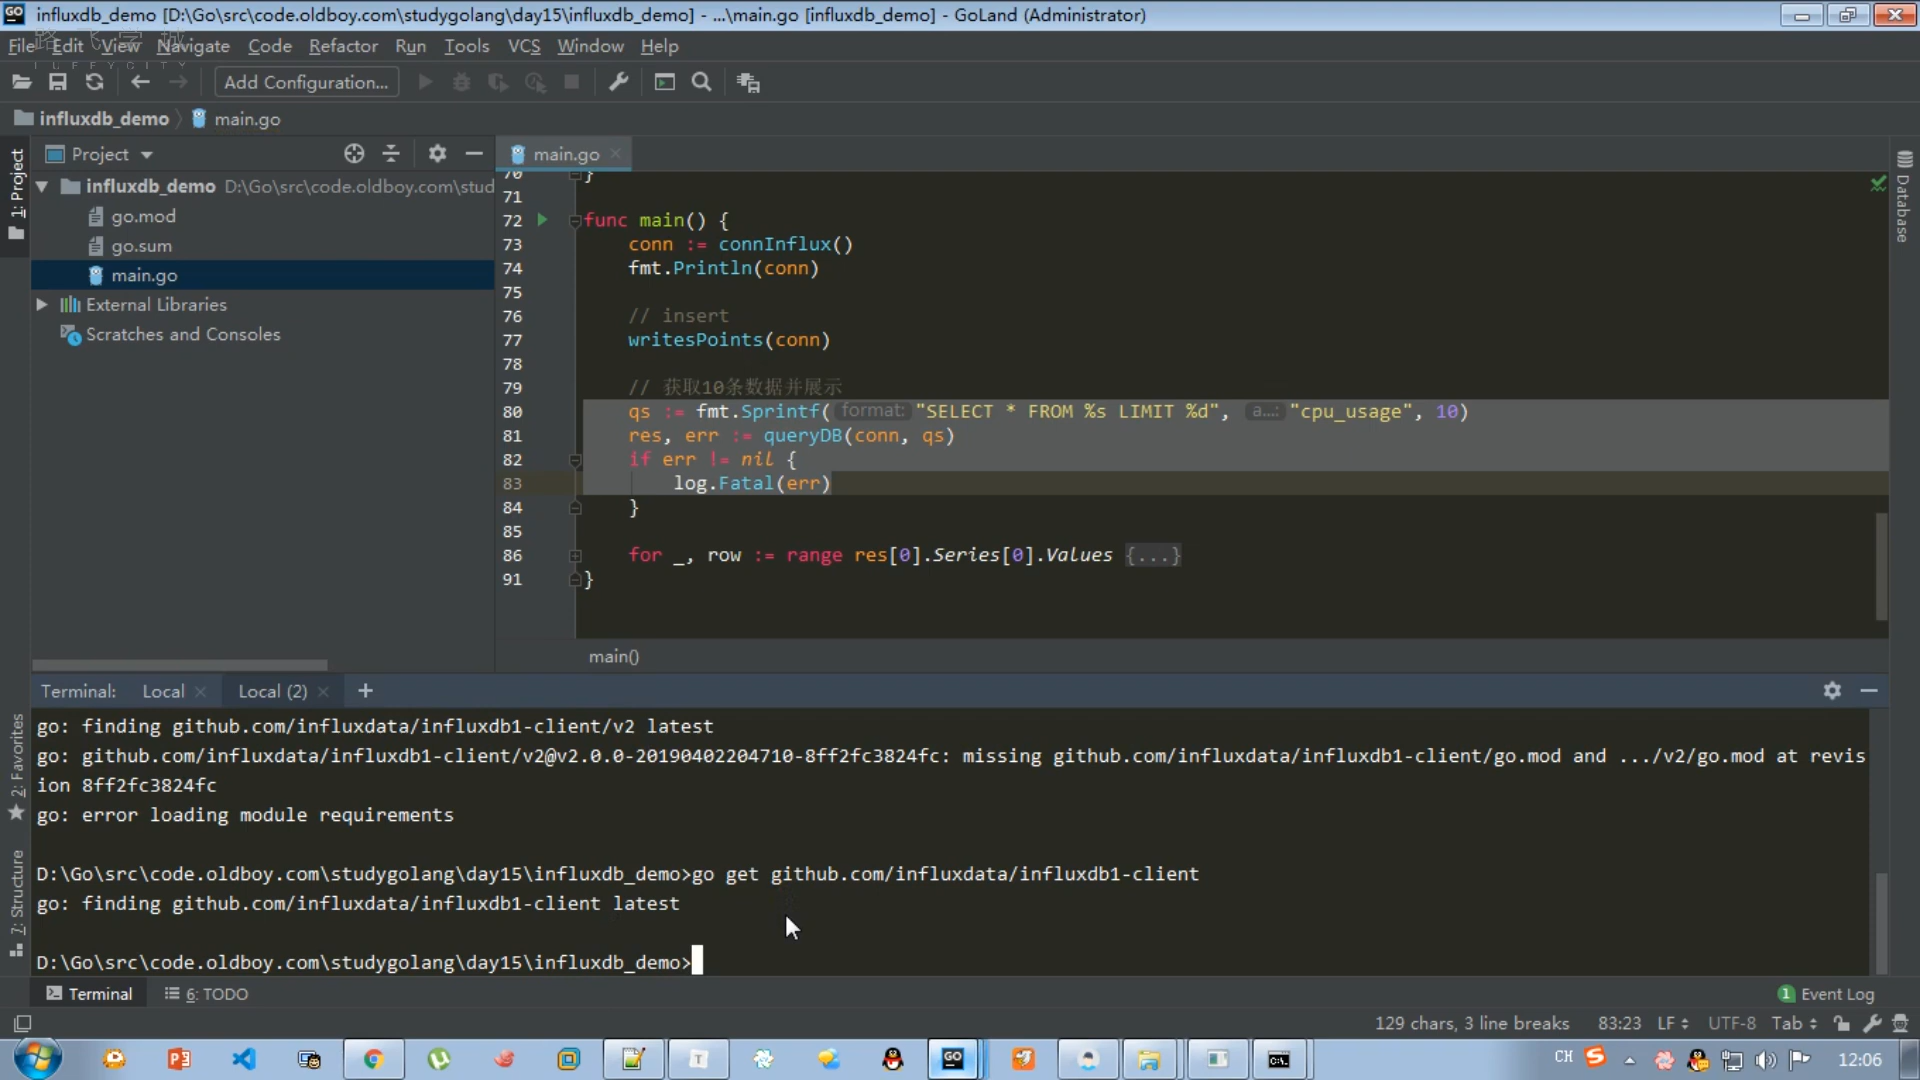 influxdb_demo [D:\Go\src\code.oldboy.com\studygolang\day15\influxdb_demo] - ...\main.go [influxdb_demo] - GoLand (Administrator)
File Edit View Navigate Code Refactor Run Tools VCS Window Help
Add Configuration...
influxdb_demo main.go
1: Project
Project
main.go
Database
influxdb_demo D:\Go\src\code.oldboy.com\stud
go.mod
go.sum
main.go
External Libraries
Scratches and Consoles
70 }
71
72 func main() {
73 conn := connInflux()
74 fmt.Println(conn)
75
76 // insert
77 writesPoints(conn)
78
79 // 获取10条数据并展示
80 qs := fmt.Sprintf( format: "SELECT * FROM %s LIMIT %d", a...: "cpu_usage", 10)
81 res, err := queryDB(conn, qs)
82 if err != nil {
83 log.Fatal(err)
84 }
85
86 for _, row := range res[0].Series[0].Values {...}
91 }
main()
Terminal: Local Local (2) +
2: Favorites
7: Structure
go: finding github.com/influxdata/influxdb1-client/v2 latest
go: github.com/influxdata/influxdb1-client/v2@v2.0.0-20190402204710-8ff2fc3824fc: missing github.com/influxdata/influxdb1-client/go.mod and .../v2/go.mod at revis
ion 8ff2fc3824fc
go: error loading module requirements
D:\Go\src\code.oldboy.com\studygolang\day15\influxdb_demo>go get github.com/influxdata/influxdb1-client
go: finding github.com/influxdata/influxdb1-client latest
D:\Go\src\code.oldboy.com\studygolang\day15\influxdb_demo>
Terminal 6: TODO 1 Event Log
129 chars, 3 line breaks 83:23 LF UTF-8 Tab
CH 12:06